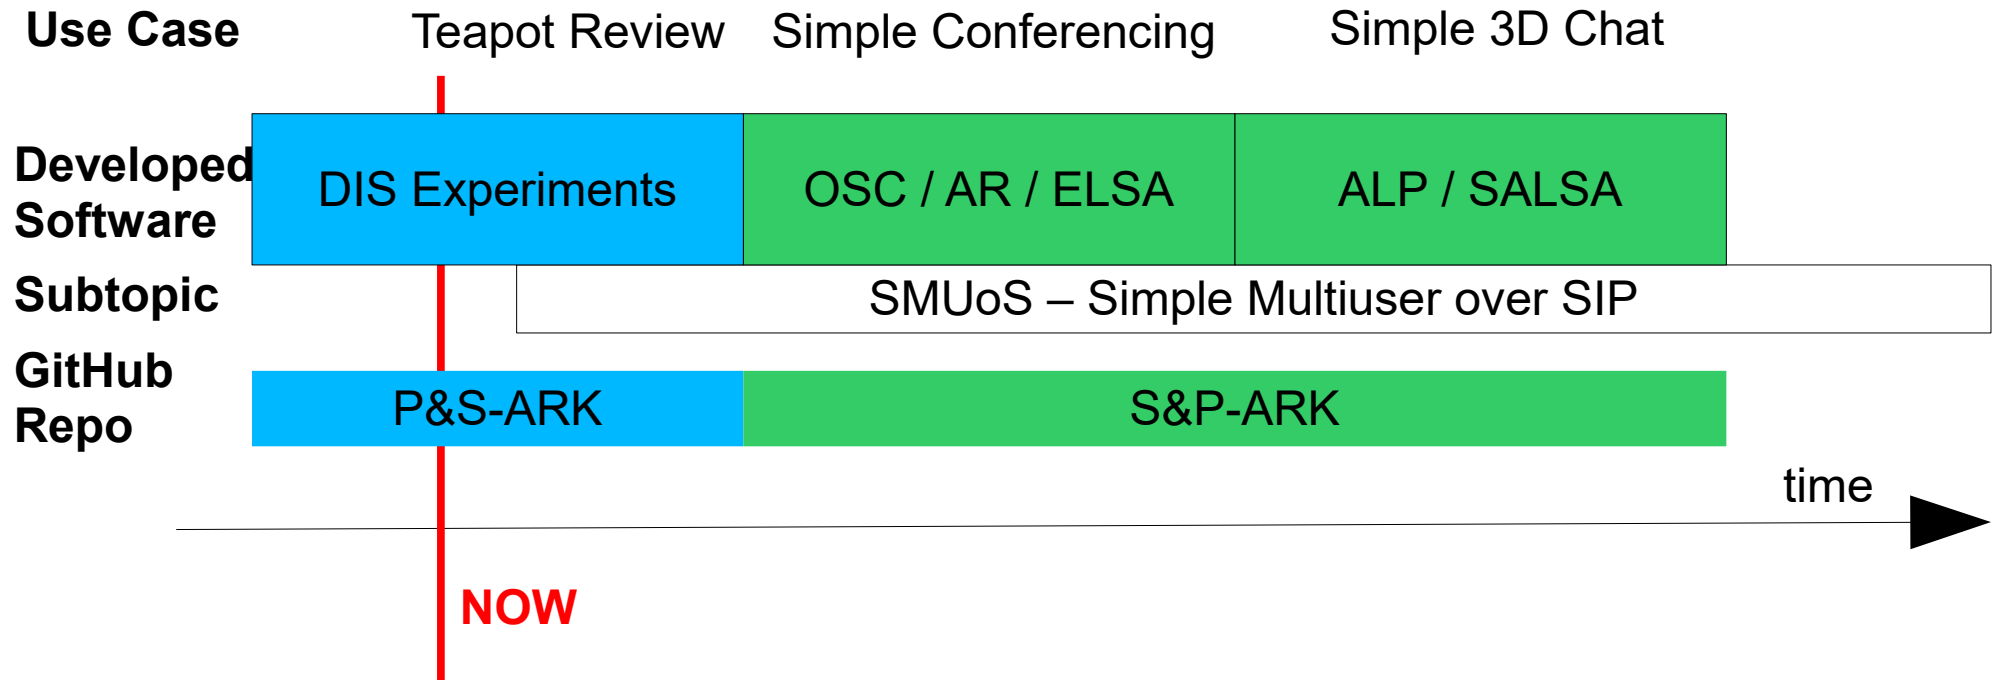 Use Case
Teapot Review
Simple Conferencing
Simple 3D Chat
Developed
Software
DIS Experiments
OSC / AR / ELSA
ALP / SALSA
Subtopic
SMUoS – Simple Multiuser over SIP
GitHub
Repo
P&S-ARK
S&P-ARK
time
NOW